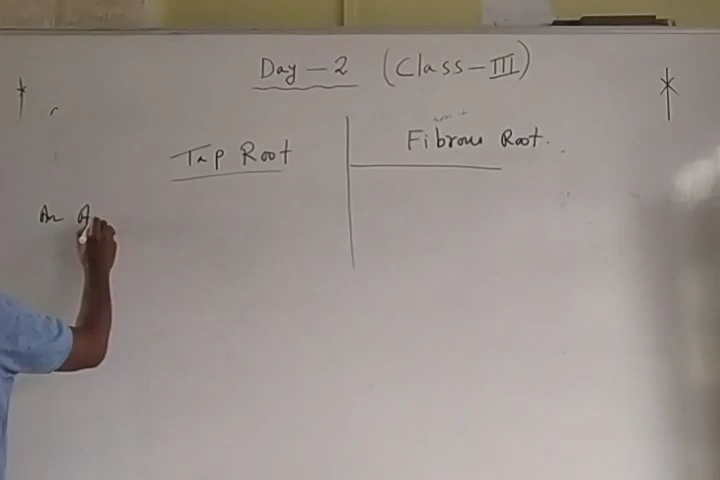 Day - 2 (Class - III)
Tap Root
Fibrous Root.